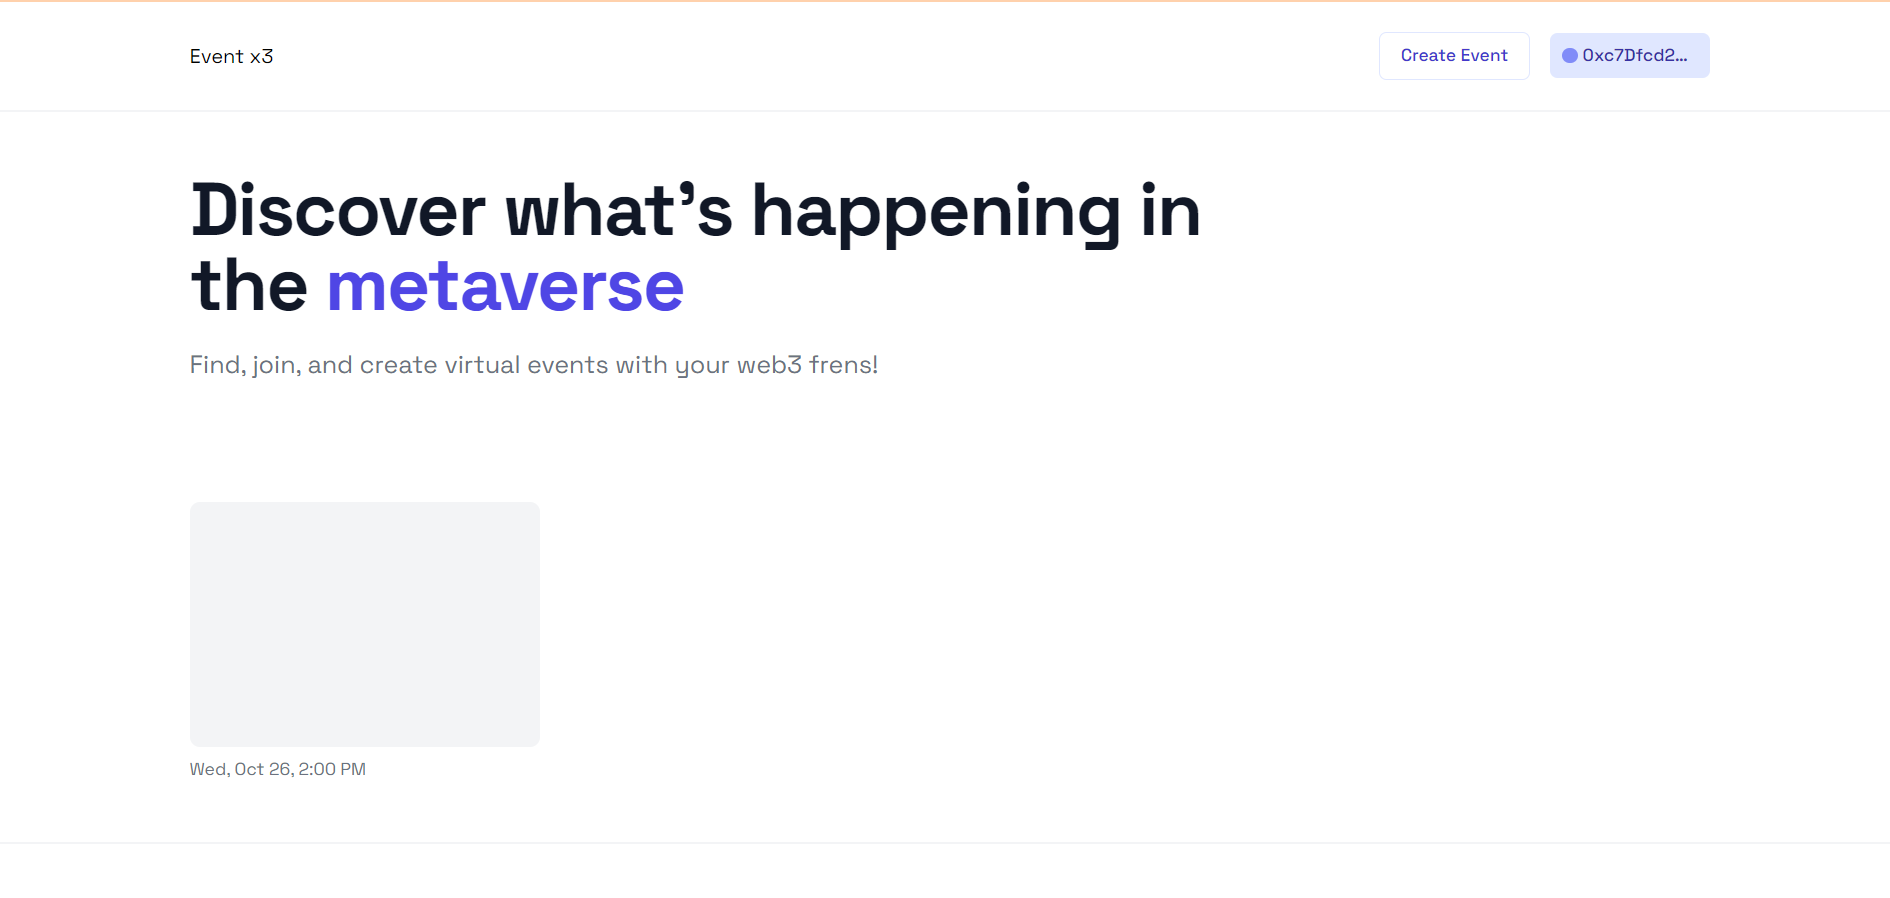 Event x3
Create Event
0xc7Dfcd2...
Discover what's happening in
the metaverse
Find, join, and create virtual events with your web3 frens!
Wed, Oct 26, 2:00 PM